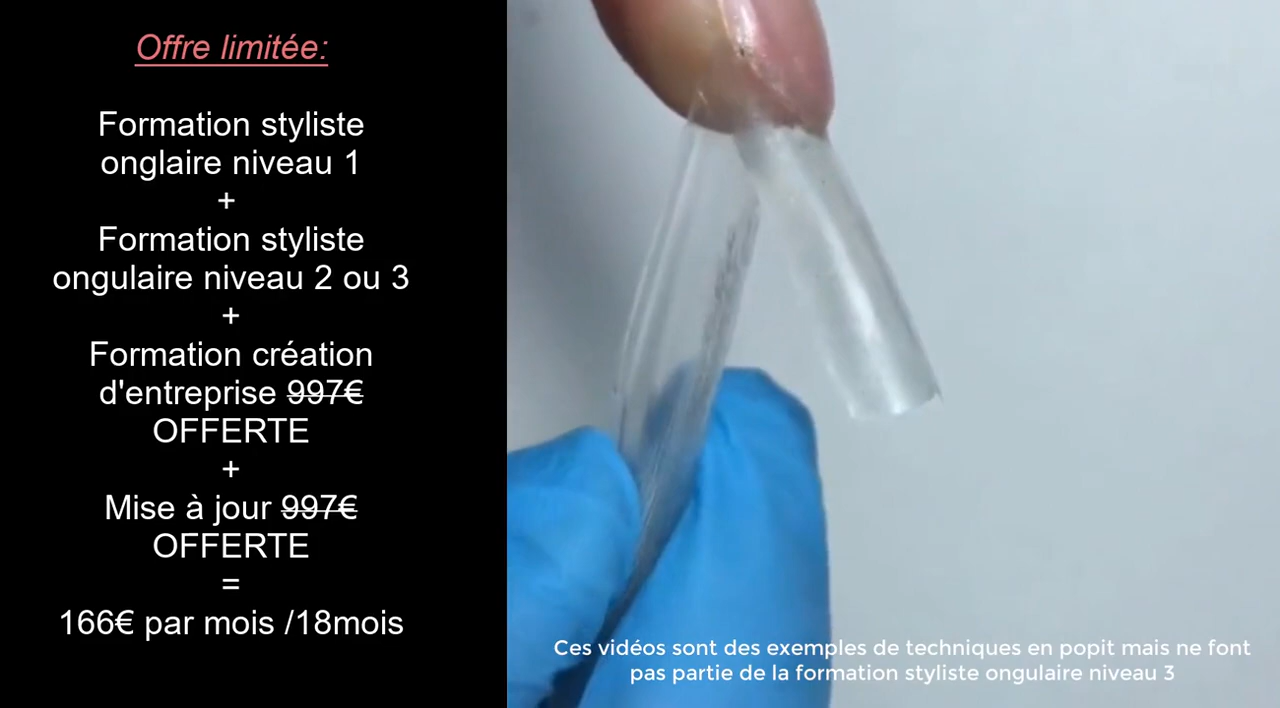 Offre limitée:
Formation styliste
onglaire niveau 1
+
Formation styliste
ongulaire niveau 2 ou 3
+
Formation création
d'entreprise 997€
OFFERTE
+
Mise à jour 997€
OFFERTE
=
166€ par mois /18mois
Ces vidéos sont des exemples de techniques en popit mais ne font
pas partie de la formation styliste ongulaire niveau 3